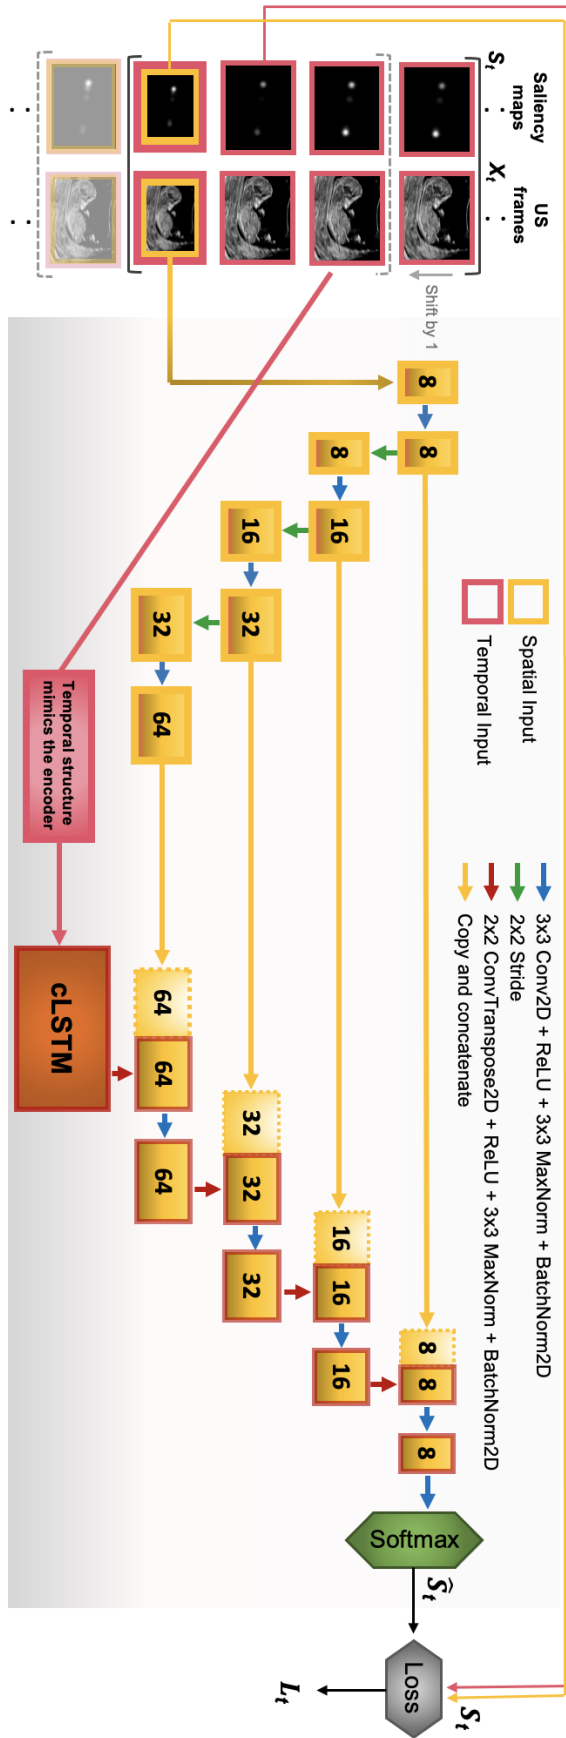 Saliency
maps
US
frames
S_t
X_t
. .
. .
. .
. .
Shift by 1
Spatial Input
Temporal Input
3x3 Conv2D + ReLU + 3x3 MaxNorm + BatchNorm2D
2x2 Stride
2x2 ConvTranspose2D + ReLU + 3x3 MaxNorm + BatchNorm2D
Copy and concatenate
8
8
8
16
16
32
32
64
Temporal structure
mimics the encoder
cLSTM
64
64
64
32
32
32
16
16
16
8
8
8
Softmax
Ŝ_t
Loss
S_t
L_t